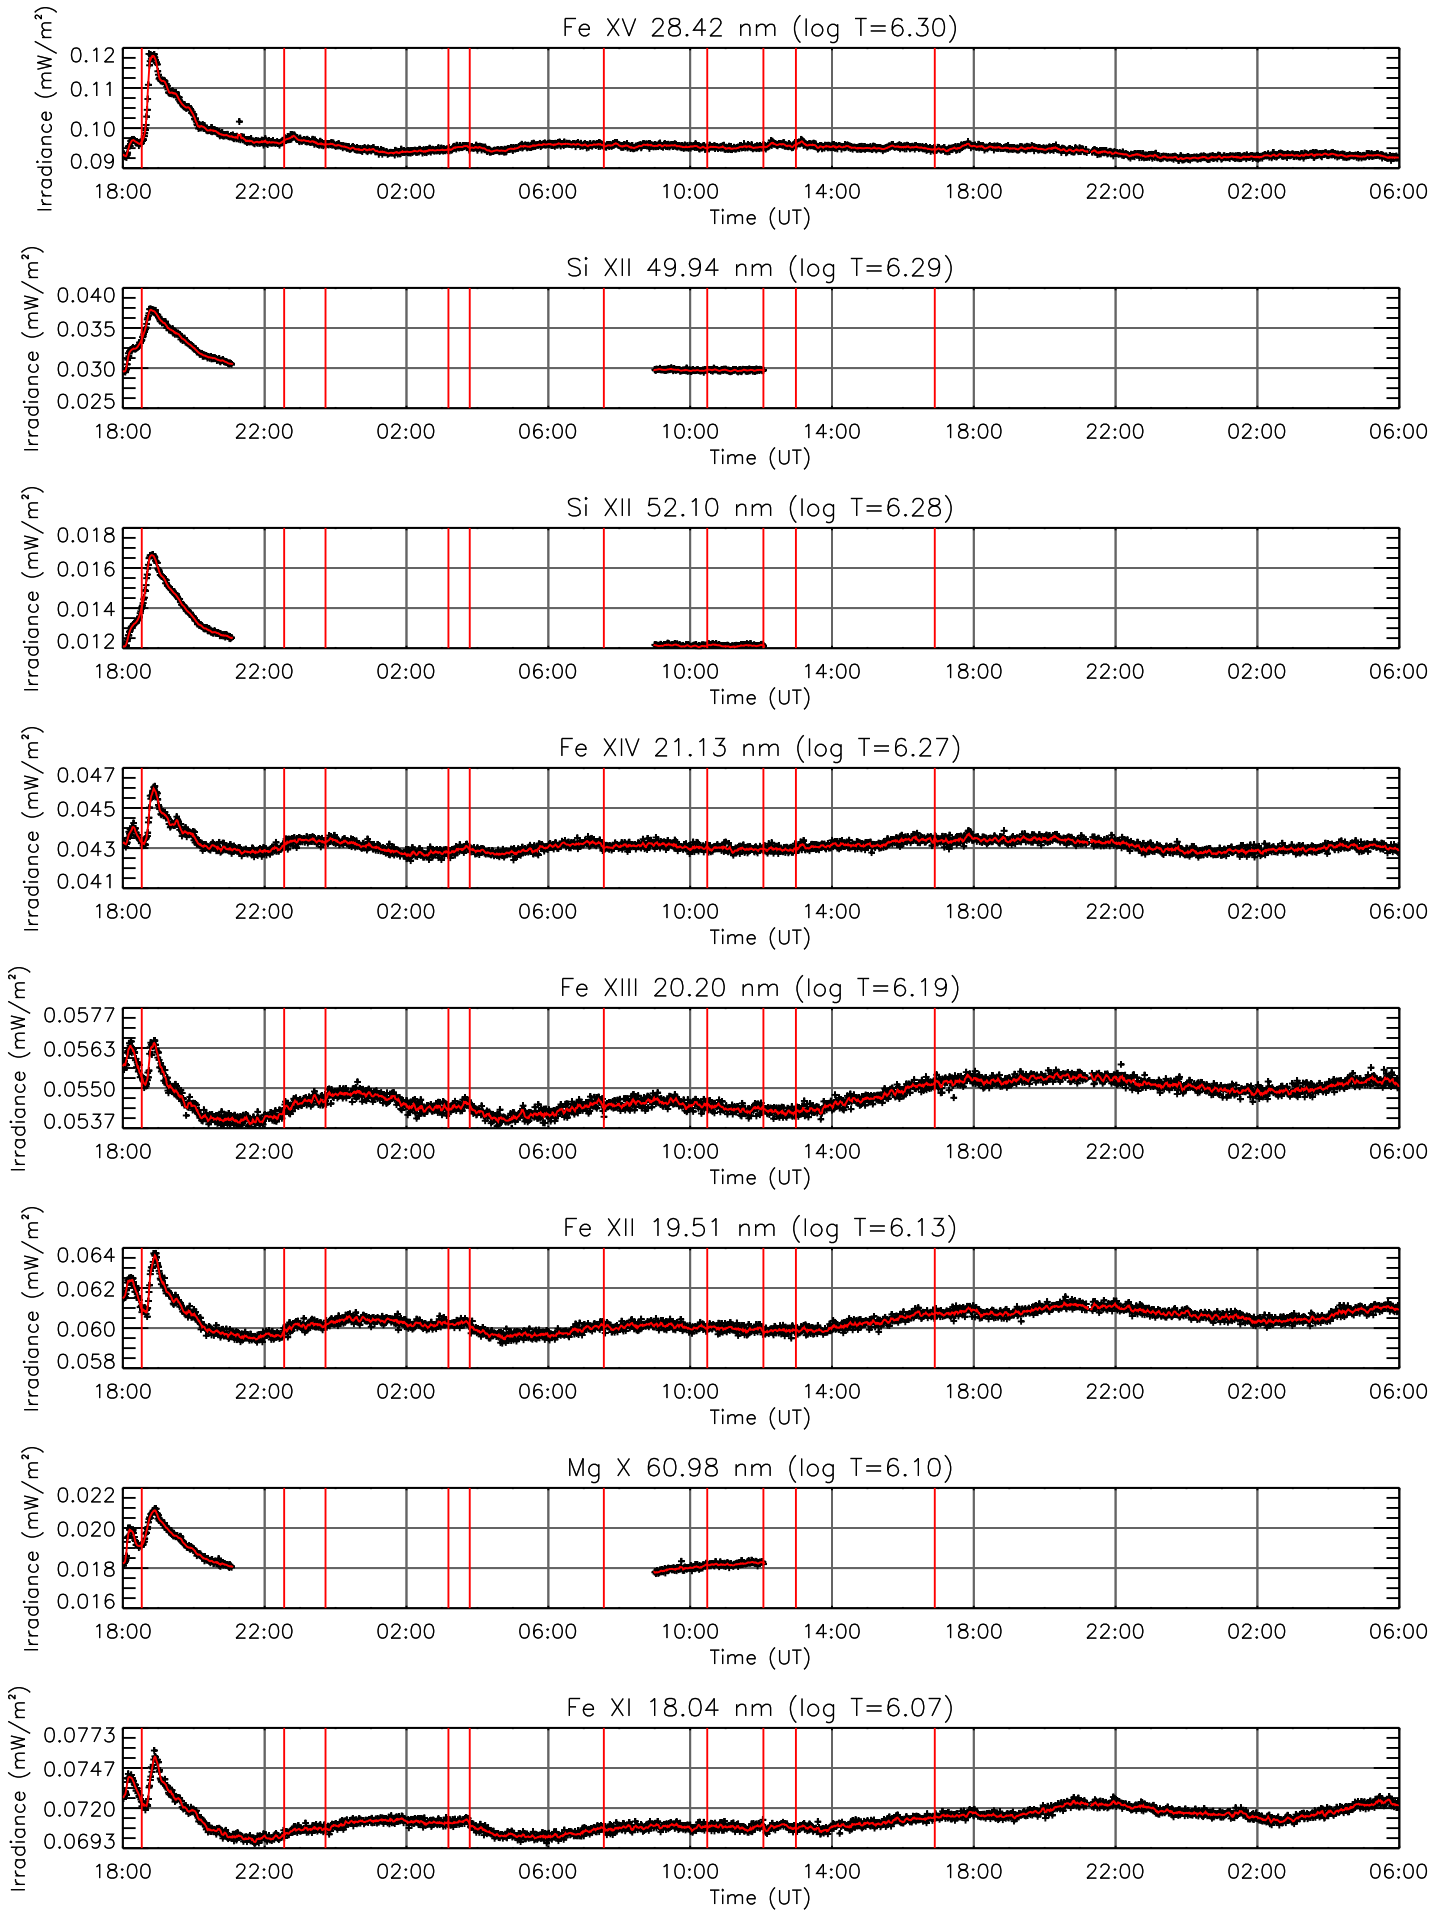 Fe XV 28.42 nm (log T=6.30)
Irradiance (mW/m²)
0.12
0.11
0.10
0.09
18:00 22:00 02:00 06:00 10:00 14:00 18:00 22:00 02:00 06:00
Time (UT)
Si XII 49.94 nm (log T=6.29)
Irradiance (mW/m²)
0.040
0.035
0.030
0.025
18:00 22:00 02:00 06:00 10:00 14:00 18:00 22:00 02:00 06:00
Time (UT)
Si XII 52.10 nm (log T=6.28)
Irradiance (mW/m²)
0.018
0.016
0.014
0.012
18:00 22:00 02:00 06:00 10:00 14:00 18:00 22:00 02:00 06:00
Time (UT)
Fe XIV 21.13 nm (log T=6.27)
Irradiance (mW/m²)
0.047
0.045
0.043
0.041
18:00 22:00 02:00 06:00 10:00 14:00 18:00 22:00 02:00 06:00
Time (UT)
Fe XIII 20.20 nm (log T=6.19)
Irradiance (mW/m²)
0.0577
0.0563
0.0550
0.0537
18:00 22:00 02:00 06:00 10:00 14:00 18:00 22:00 02:00 06:00
Time (UT)
Fe XII 19.51 nm (log T=6.13)
Irradiance (mW/m²)
0.064
0.062
0.060
0.058
18:00 22:00 02:00 06:00 10:00 14:00 18:00 22:00 02:00 06:00
Time (UT)
Mg X 60.98 nm (log T=6.10)
Irradiance (mW/m²)
0.022
0.020
0.018
0.016
18:00 22:00 02:00 06:00 10:00 14:00 18:00 22:00 02:00 06:00
Time (UT)
Fe XI 18.04 nm (log T=6.07)
Irradiance (mW/m²)
0.0773
0.0747
0.0720
0.0693
18:00 22:00 02:00 06:00 10:00 14:00 18:00 22:00 02:00 06:00
Time (UT)